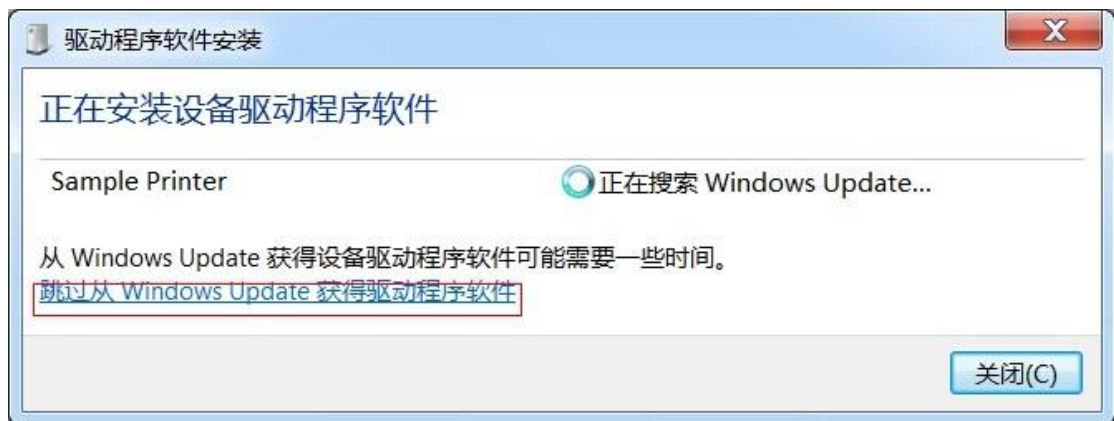 驱动程序软件安装
正在安装设备驱动程序软件
Sample Printer 正在搜索 Windows Update...
从 Windows Update 获得设备驱动程序软件可能需要一些时间。
跳过从 Windows Update 获得驱动程序软件
关闭(C)